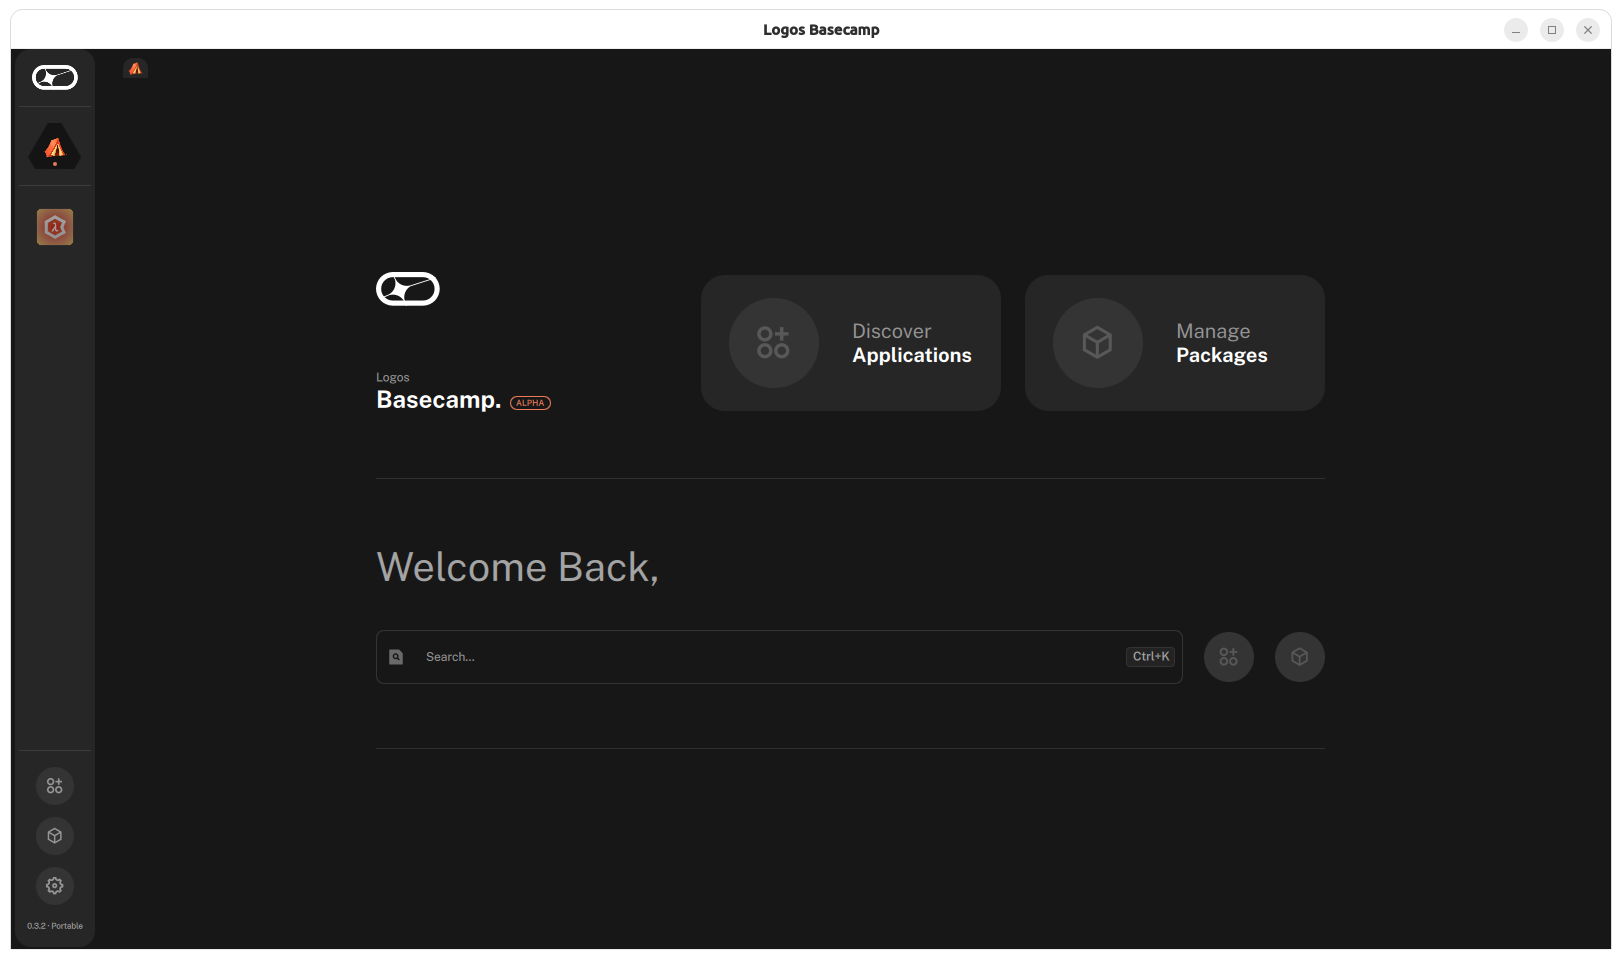 Logos Basecamp
Logos
Basecamp. ALPHA
Discover
Applications
Manage
Packages
Welcome Back,
Search...
Ctrl+K
0.3.2 · Portable